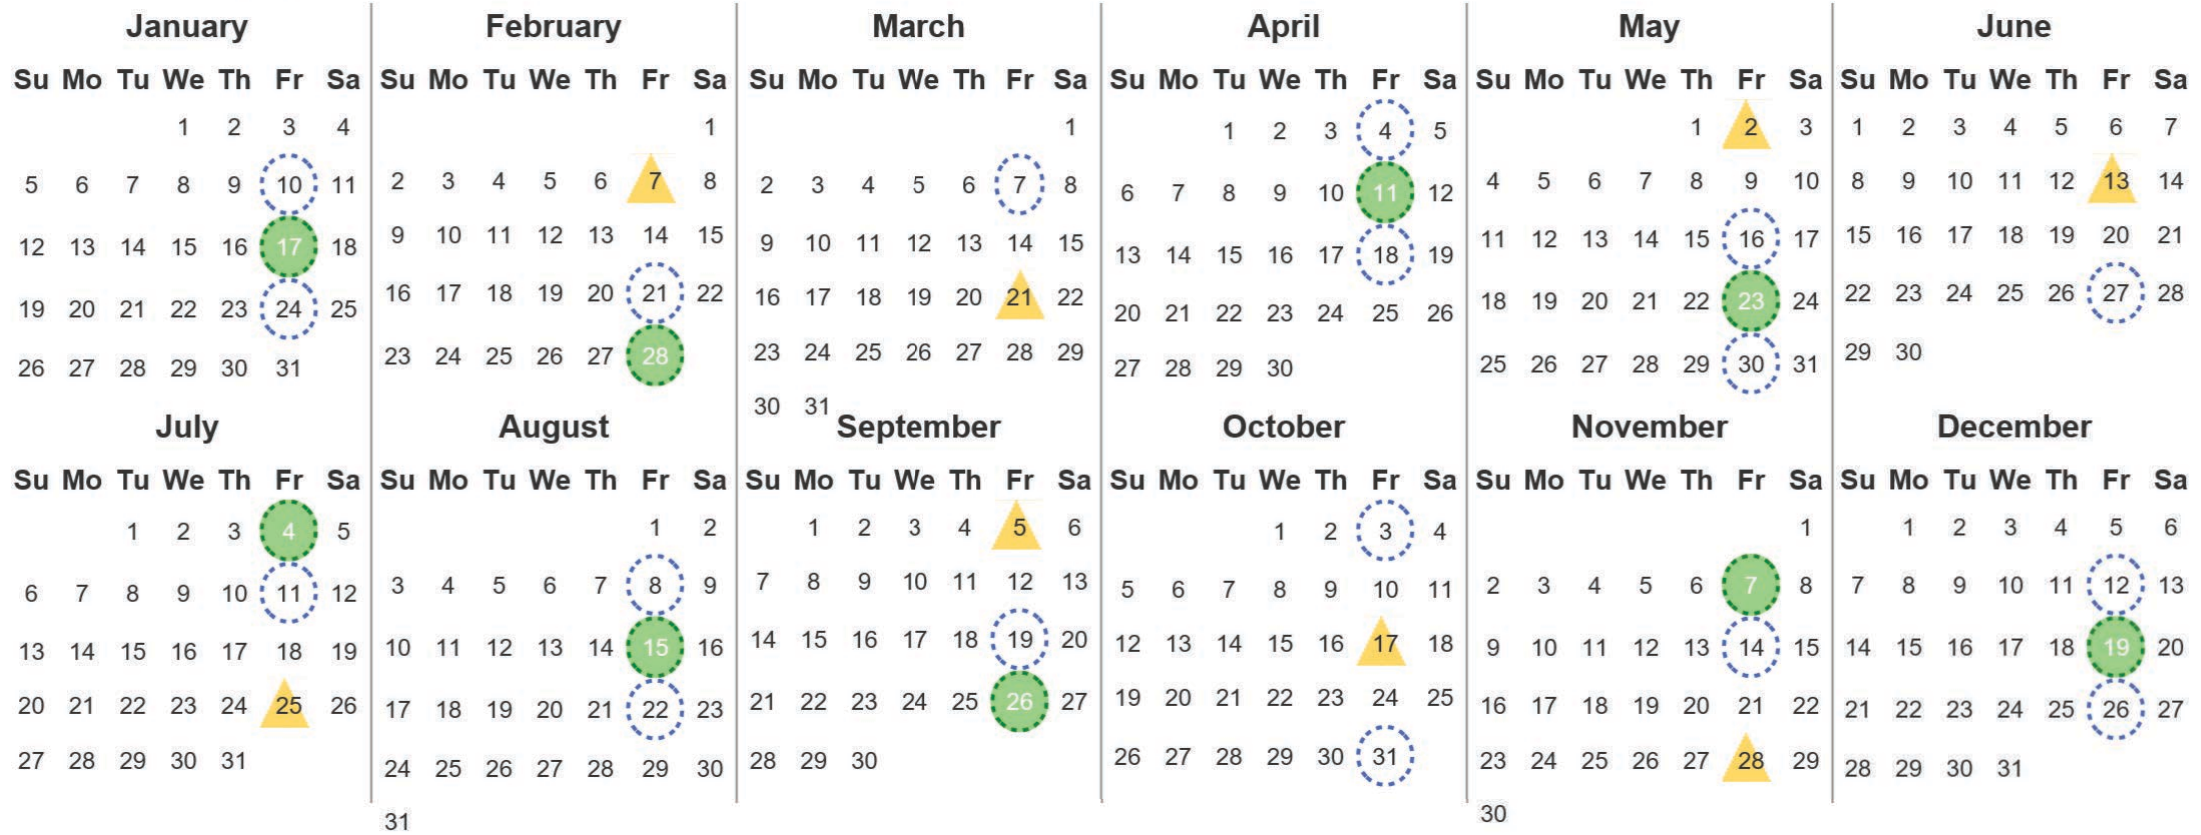 January
Su Mo Tu We Th Fr Sa
1 2 3 4
5 6 7 8 9 10 11
12 13 14 15 16 17 18
19 20 21 22 23 24 25
26 27 28 29 30 31
February
Su Mo Tu We Th Fr Sa
1
2 3 4 5 6 7 8
9 10 11 12 13 14 15
16 17 18 19 20 21 22
23 24 25 26 27 28
March
Su Mo Tu We Th Fr Sa
1
2 3 4 5 6 7 8
9 10 11 12 13 14 15
16 17 18 19 20 21 22
23 24 25 26 27 28 29
30 31
April
Su Mo Tu We Th Fr Sa
1 2 3 4 5
6 7 8 9 10 11 12
13 14 15 16 17 18 19
20 21 22 23 24 25 26
27 28 29 30
May
Su Mo Tu We Th Fr Sa
1 2 3
4 5 6 7 8 9 10
11 12 13 14 15 16 17
18 19 20 21 22 23 24
25 26 27 28 29 30 31
June
Su Mo Tu We Th Fr Sa
1 2 3 4 5 6 7
8 9 10 11 12 13 14
15 16 17 18 19 20 21
22 23 24 25 26 27 28
29 30
July
Su Mo Tu We Th Fr Sa
1 2 3 4 5
6 7 8 9 10 11 12
13 14 15 16 17 18 19
20 21 22 23 24 25 26
27 28 29 30 31
August
Su Mo Tu We Th Fr Sa
1 2
3 4 5 6 7 8 9
10 11 12 13 14 15 16
17 18 19 20 21 22 23
24 25 26 27 28 29 30
31
September
Su Mo Tu We Th Fr Sa
1 2 3 4 5 6
7 8 9 10 11 12 13
14 15 16 17 18 19 20
21 22 23 24 25 26 27
28 29 30
October
Su Mo Tu We Th Fr Sa
1 2 3 4
5 6 7 8 9 10 11
12 13 14 15 16 17 18
19 20 21 22 23 24 25
26 27 28 29 30 31
November
Su Mo Tu We Th Fr Sa
1
2 3 4 5 6 7 8
9 10 11 12 13 14 15
16 17 18 19 20 21 22
23 24 25 26 27 28 29
30
December
Su Mo Tu We Th Fr Sa
1 2 3 4 5 6
7 8 9 10 11 12 13
14 15 16 17 18 19 20
21 22 23 24 25 26 27
28 29 30 31